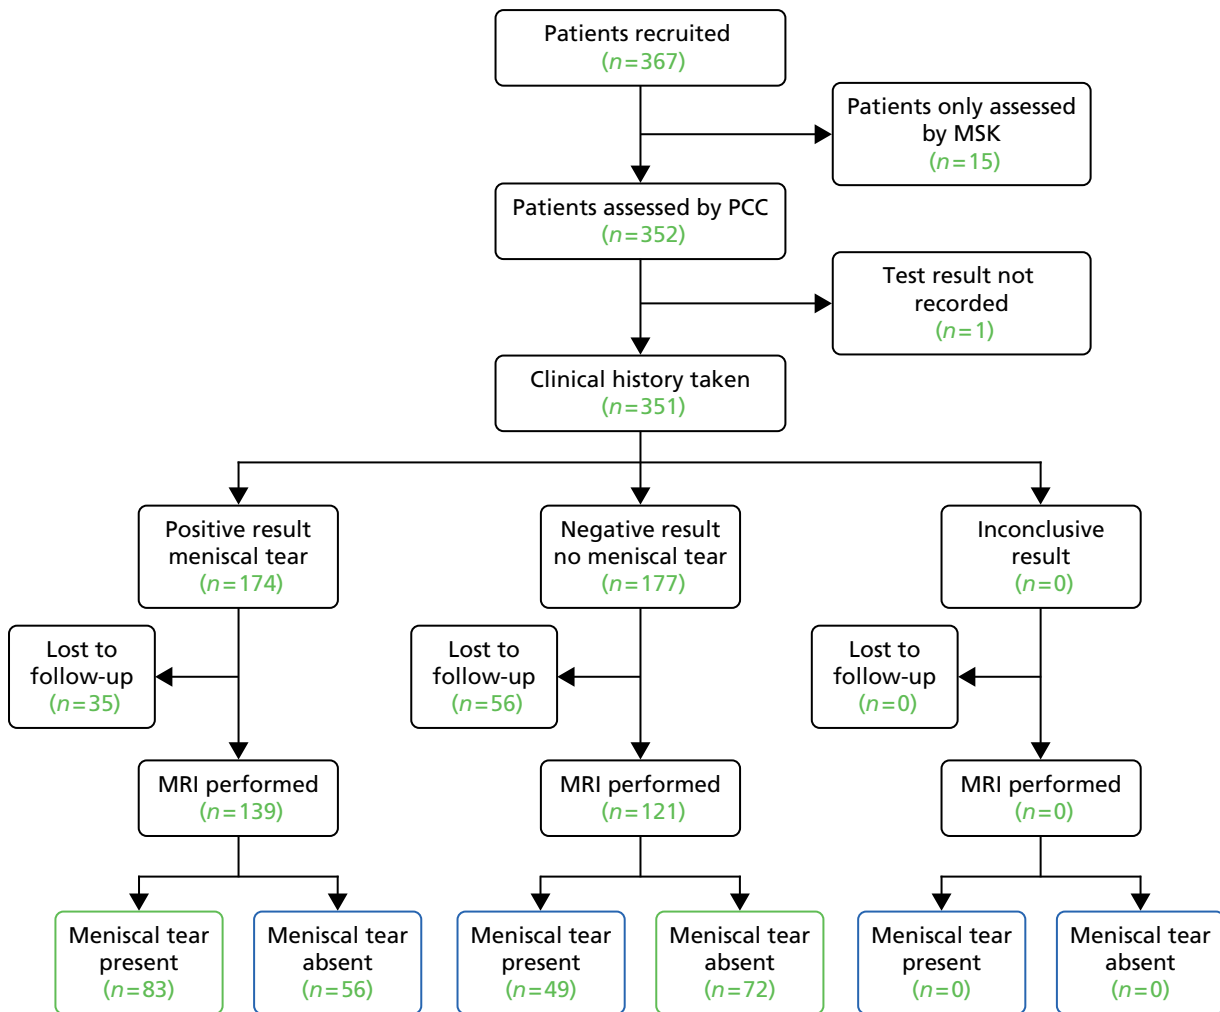 Patients recruited
(n=367)
Patients only assessed
by MSK
(n=15)
Patients assessed by PCC
(n=352)
Test result not
recorded
(n=1)
Clinical history taken
(n=351)
Positive result
meniscal tear
(n=174)
Negative result
no meniscal tear
(n=177)
Inconclusive
result
(n=0)
Lost to
follow-up
(n=35)
Lost to
follow-up
(n=56)
Lost to
follow-up
(n=0)
MRI performed
(n=139)
MRI performed
(n=121)
MRI performed
(n=0)
Meniscal tear
present
(n=83)
Meniscal tear
absent
(n=56)
Meniscal tear
present
(n=49)
Meniscal tear
absent
(n=72)
Meniscal tear
present
(n=0)
Meniscal tear
absent
(n=0)